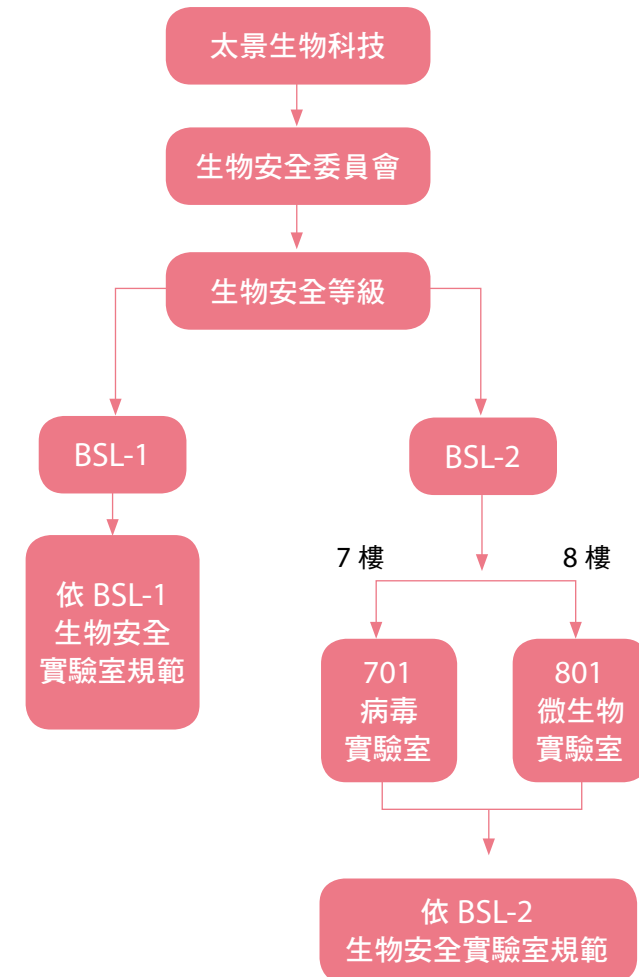 太景生物科技
生物安全委員會
生物安全等級
BSL-1
BSL-2
依 BSL-1
生物安全
實驗室規範
7 樓
8 樓
701
病毒
實驗室
801
微生物
實驗室
依 BSL-2
生物安全實驗室規範